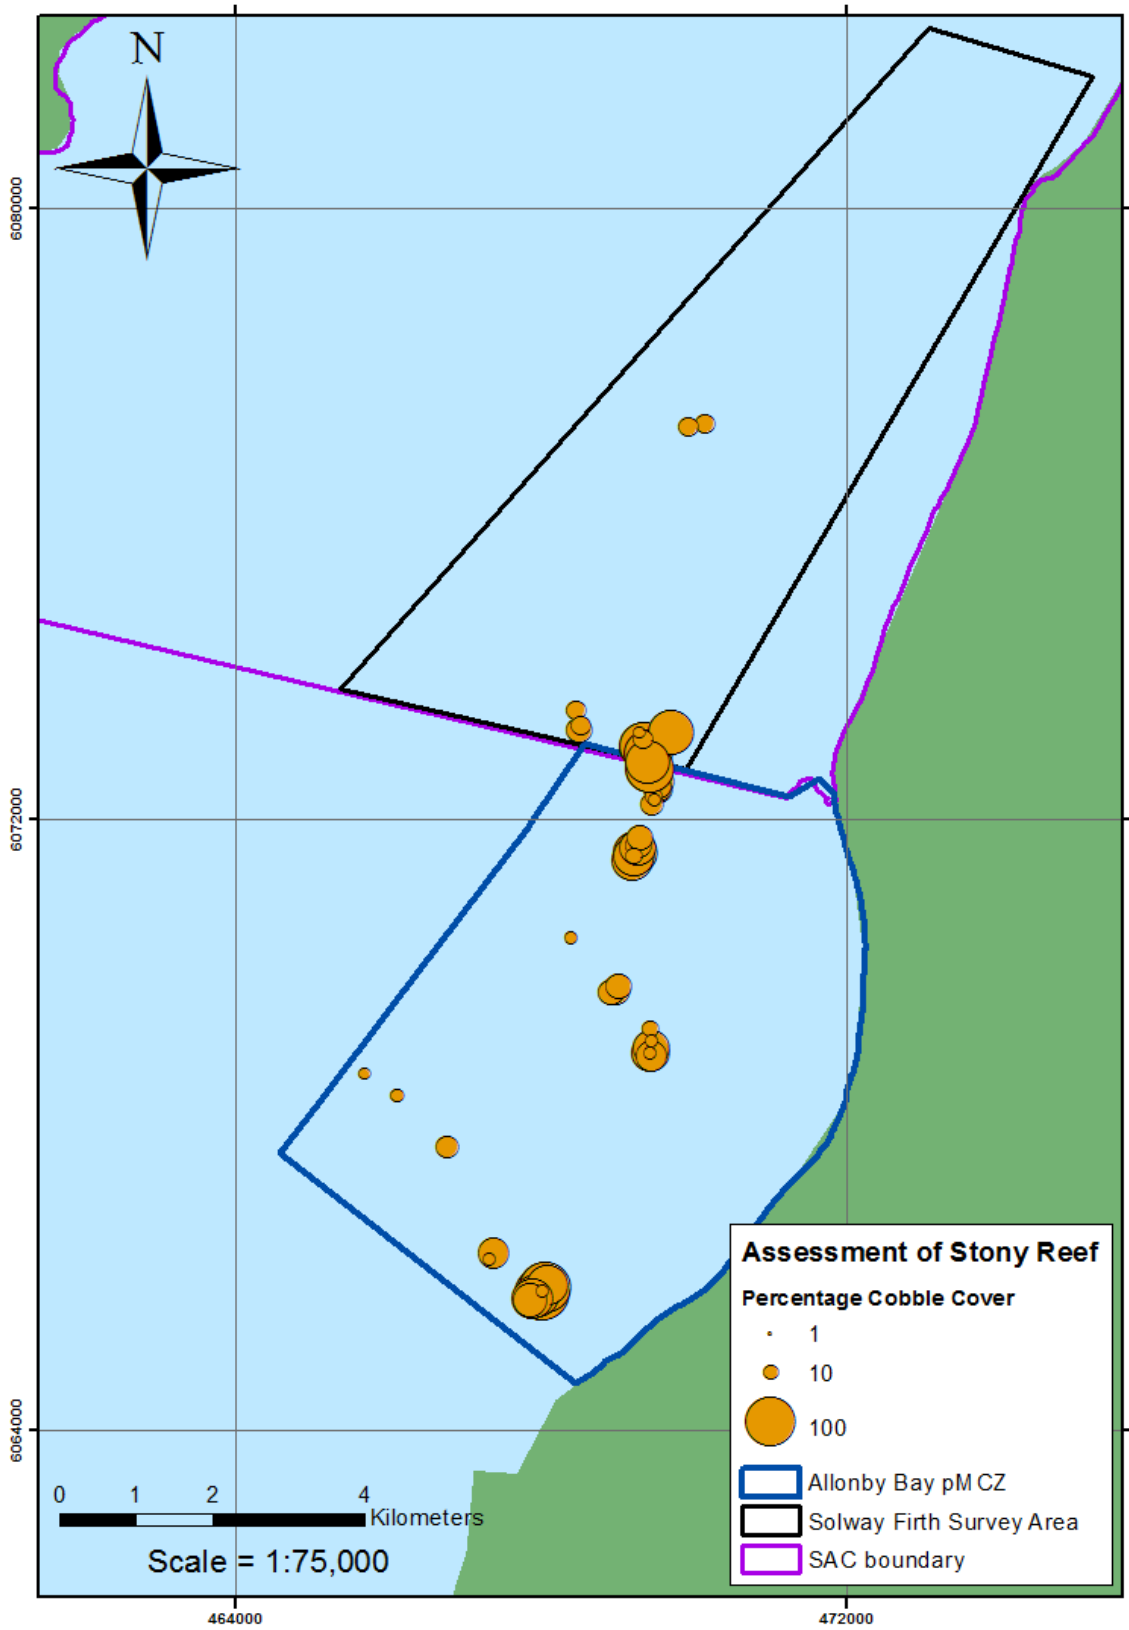 N
6080000
6072000
6064000
Assessment of Stony Reef
Percentage Cobble Cover
1
10
100
Allonby Bay pMCZ
Solway Firth Survey Area
SAC boundary
0 1 2 4
Kilometers
Scale = 1:75,000
464000 472000